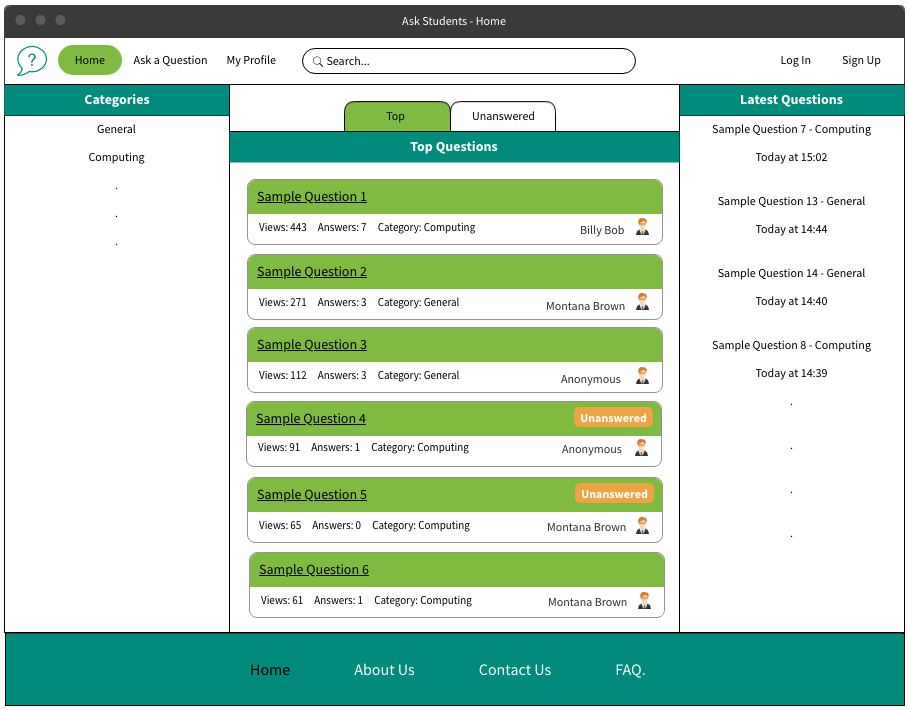 Ask Students - Home
?
Home Ask a Question My Profile Search... Log In Sign Up
Categories
General
Computing
.
.
.
Top Unanswered
Top Questions
Sample Question 1
Views: 443 Answers: 7 Category: Computing Billy Bob
Sample Question 2
Views: 271 Answers: 3 Category: General Montana Brown
Sample Question 3
Views: 112 Answers: 3 Category: General Anonymous
Sample Question 4 Unanswered
Views: 91 Answers: 1 Category: Computing Anonymous
Sample Question 5 Unanswered
Views: 65 Answers: 0 Category: Computing Montana Brown
Sample Question 6
Views: 61 Answers: 1 Category: Computing Montana Brown
Latest Questions
Sample Question 7 - Computing
Today at 15:02
Sample Question 13 - General
Today at 14:44
Sample Question 14 - General
Today at 14:40
Sample Question 8 - Computing
Today at 14:39
.
.
.
.
Home About Us Contact Us FAQ.